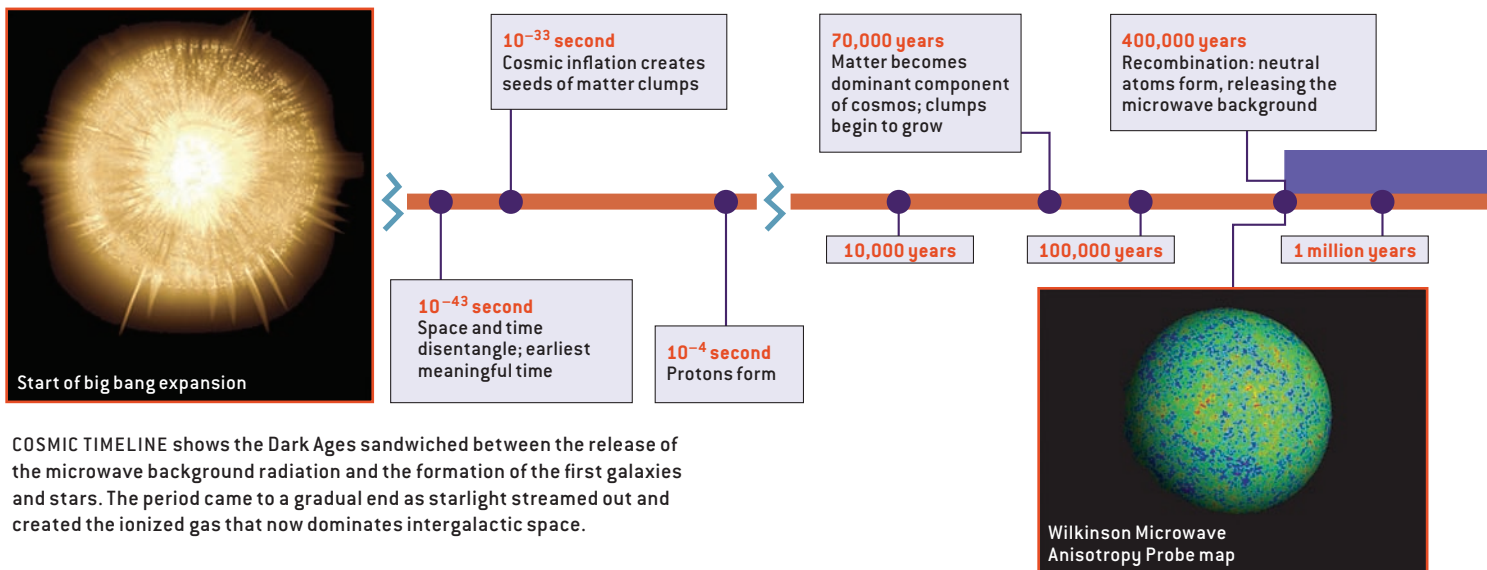 Start of big bang expansion
10⁻³³ second
Cosmic inflation creates
seeds of matter clumps
10⁻⁴³ second
Space and time
disentangle; earliest
meaningful time
10⁻⁴ second
Protons form
70,000 years
Matter becomes
dominant component
of cosmos; clumps
begin to grow
400,000 years
Recombination: neutral
atoms form, releasing the
microwave background
10,000 years
100,000 years
1 million years
Wilkinson Microwave
Anisotropy Probe map
COSMIC TIMELINE shows the Dark Ages sandwiched between the release of
the microwave background radiation and the formation of the first galaxies
and stars. The period came to a gradual end as starlight streamed out and
created the ionized gas that now dominates intergalactic space.